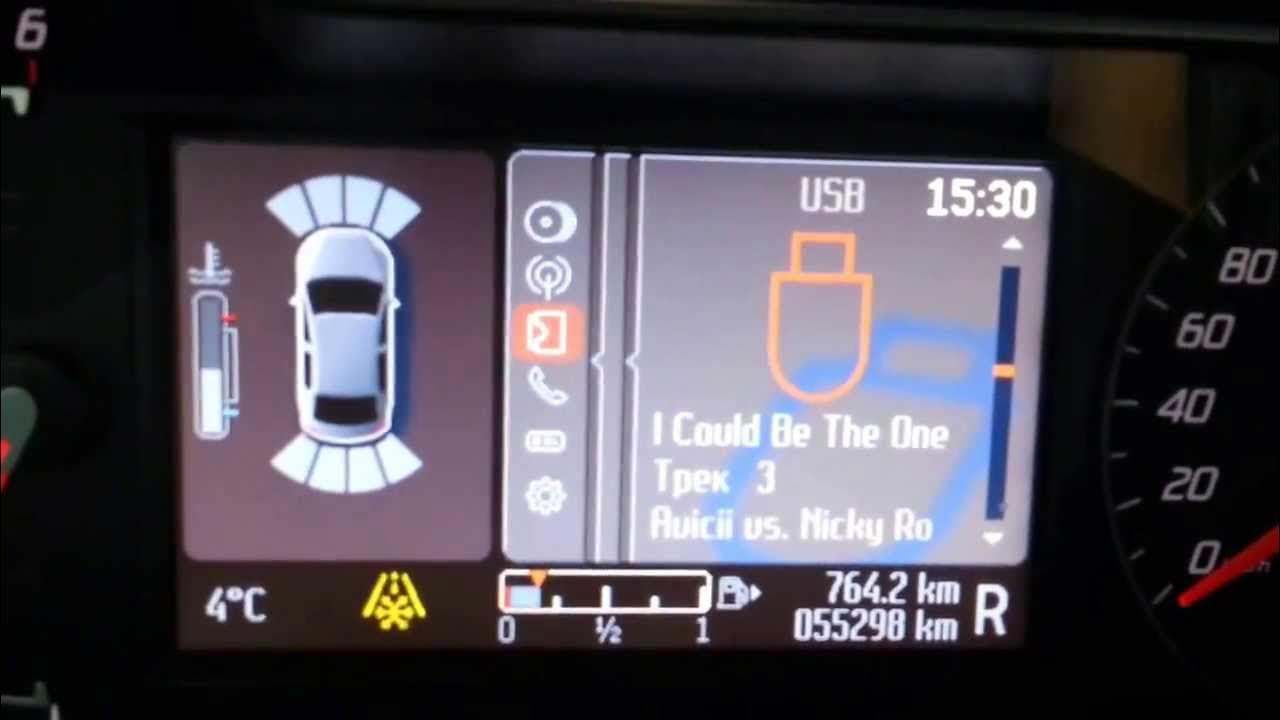 6
USB 15:30
I Could Be The One
Трек 3
Avicii vs. Nicky Ro
80
60
40
20
0
4°C
0 ½ 1
764.2 km
055298 km
R